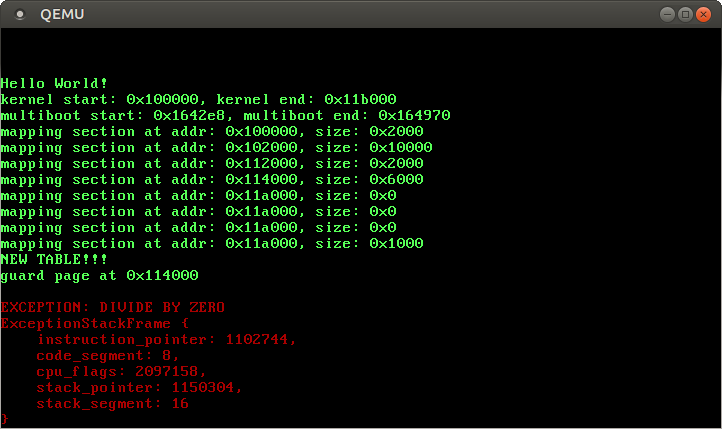 QEMU
Hello World!
kernel start: 0x100000, kernel end: 0x11b000
multiboot start: 0x1642e8, multiboot end: 0x164970
mapping section at addr: 0x100000, size: 0x2000
mapping section at addr: 0x102000, size: 0x10000
mapping section at addr: 0x112000, size: 0x2000
mapping section at addr: 0x114000, size: 0x6000
mapping section at addr: 0x11a000, size: 0x0
mapping section at addr: 0x11a000, size: 0x0
mapping section at addr: 0x11a000, size: 0x0
mapping section at addr: 0x11a000, size: 0x1000
NEW TABLE!!!
guard page at 0x114000
EXCEPTION: DIVIDE BY ZERO
ExceptionStackFrame {
    instruction_pointer: 1102744,
    code_segment: 8,
    cpu_flags: 2097158,
    stack_pointer: 1150304,
    stack_segment: 16
}